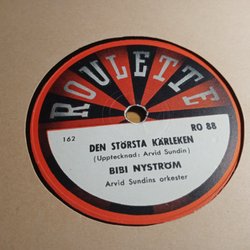 ROULETTE
162 RO 88
DEN STÖRSTA KÄRLEKEN
(Upptecknad: Arvid Sundin)
BIBI NYSTRÖM
Arvid Sundins orkester